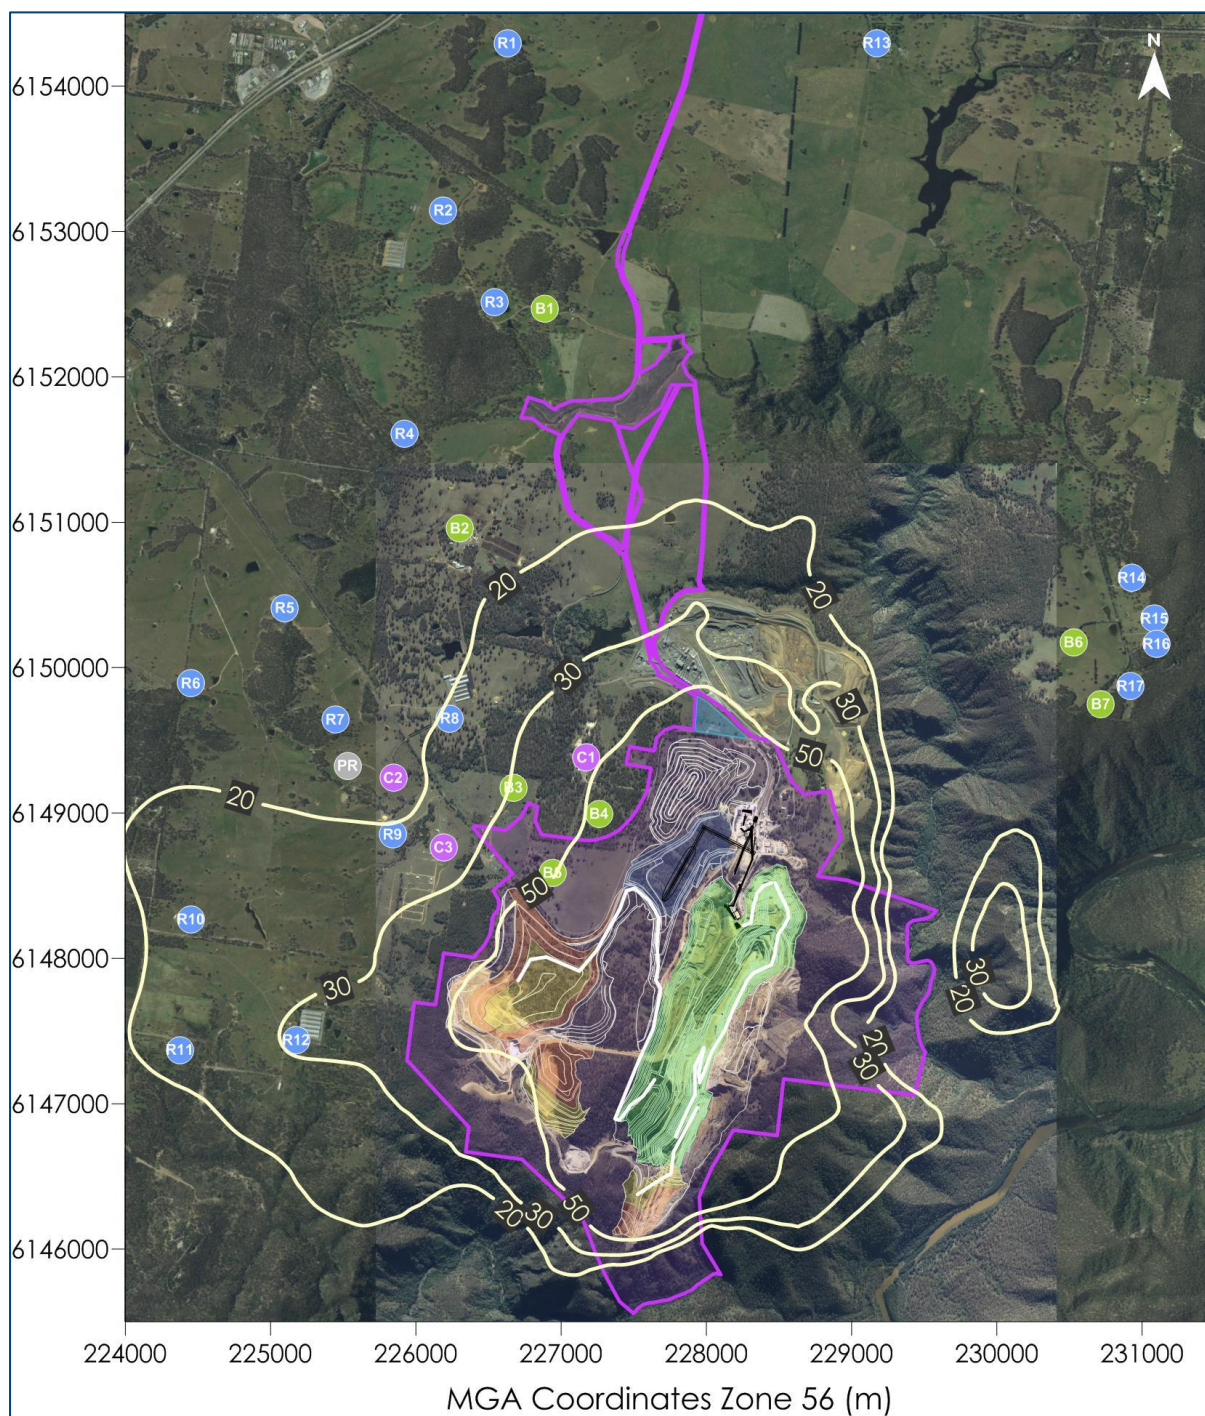 N
R1
R13
6154000
R2
6153000
R3
B1
6152000
R4
6151000
B2
20
20
R14
R5
R15
B6
R16
6150000
30
R6
R17
R8
30
B7
R7
50
C1
PR
C2
B3
20
6149000
B4
R9
C3
B5
50
R10
6148000
30
30
20
R12
20
R11
30
6147000
50
20
30
6146000
224000
225000
226000
227000
228000
229000
230000
231000
MGA Coordinates Zone 56 (m)